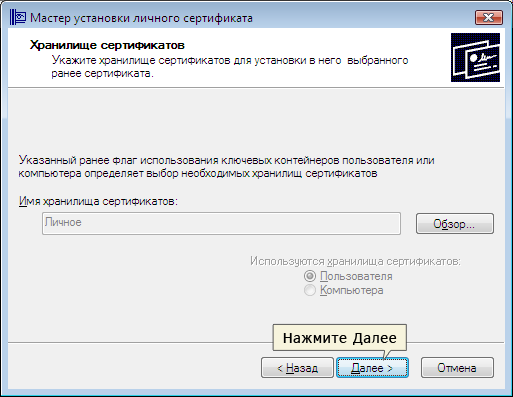 Мастер установки личного сертификата
Хранилище сертификатов
Укажите хранилище сертификатов для установки в него выбранного
ранее сертификата.
Указанный ранее флаг использования ключевых контейнеров пользователя или
компьютера определяет выбор необходимых хранилищ сертификатов
Имя хранилища сертификатов:
Личное
Обзор...
Используются хранилища сертификатов:
Пользователя
Компьютера
Нажмите Далее
< Назад
Далее >
Отмена